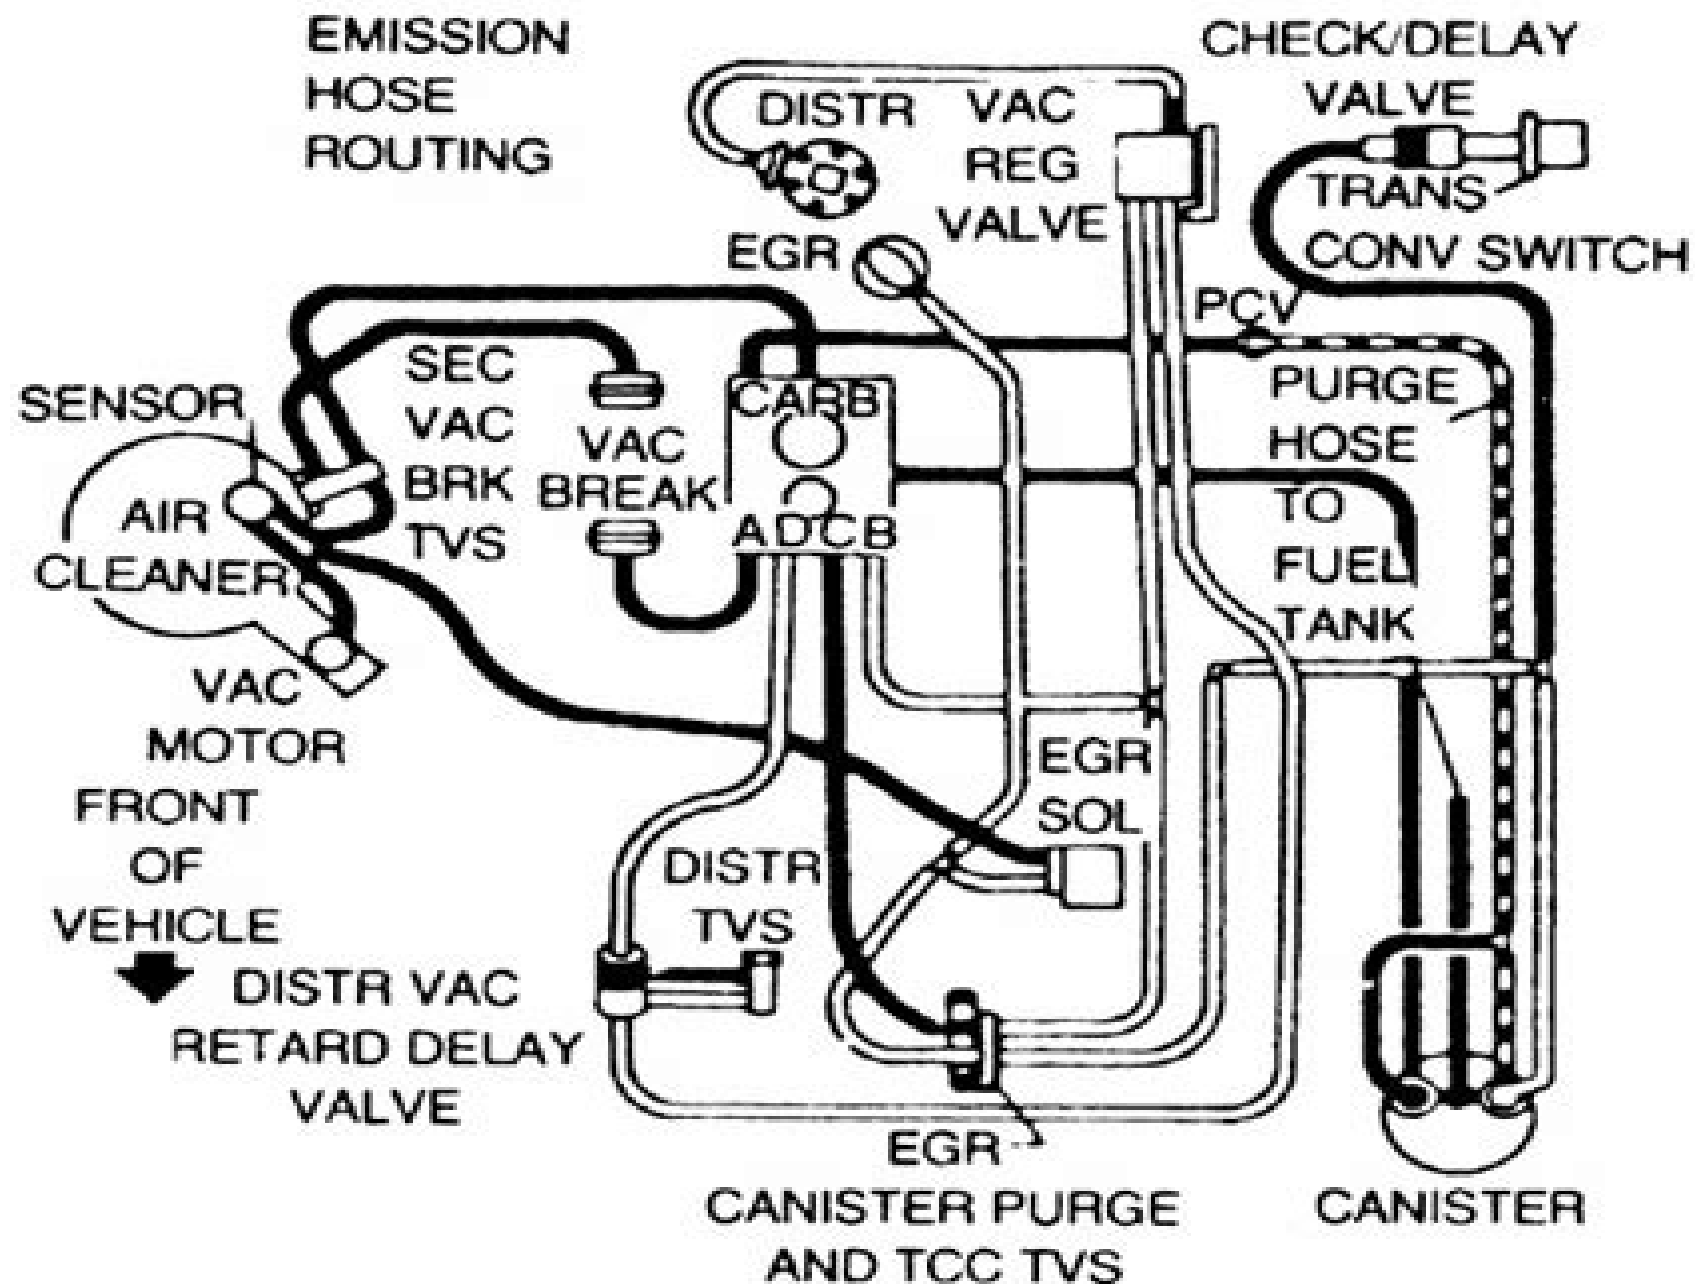 EMISSION
HOSE
ROUTING
CHECK/DELAY
VALVE
DISTR
VAC
REG
VALVE
TRANS
CONV SWITCH
EGR
PCV
SEC
VAC
BRK
TVS
SENSOR
AIR
CLEANER
VAC
BREAK
CARB
A D C B
PURGE
HOSE
TO
FUEL
TANK
VAC
MOTOR
FRONT
OF
VEHICLE
EGR
SOL
DISTR
TVS
DISTR VAC
RETARD DELAY
VALVE
EGR
CANISTER PURGE
AND TCC TVS
CANISTER